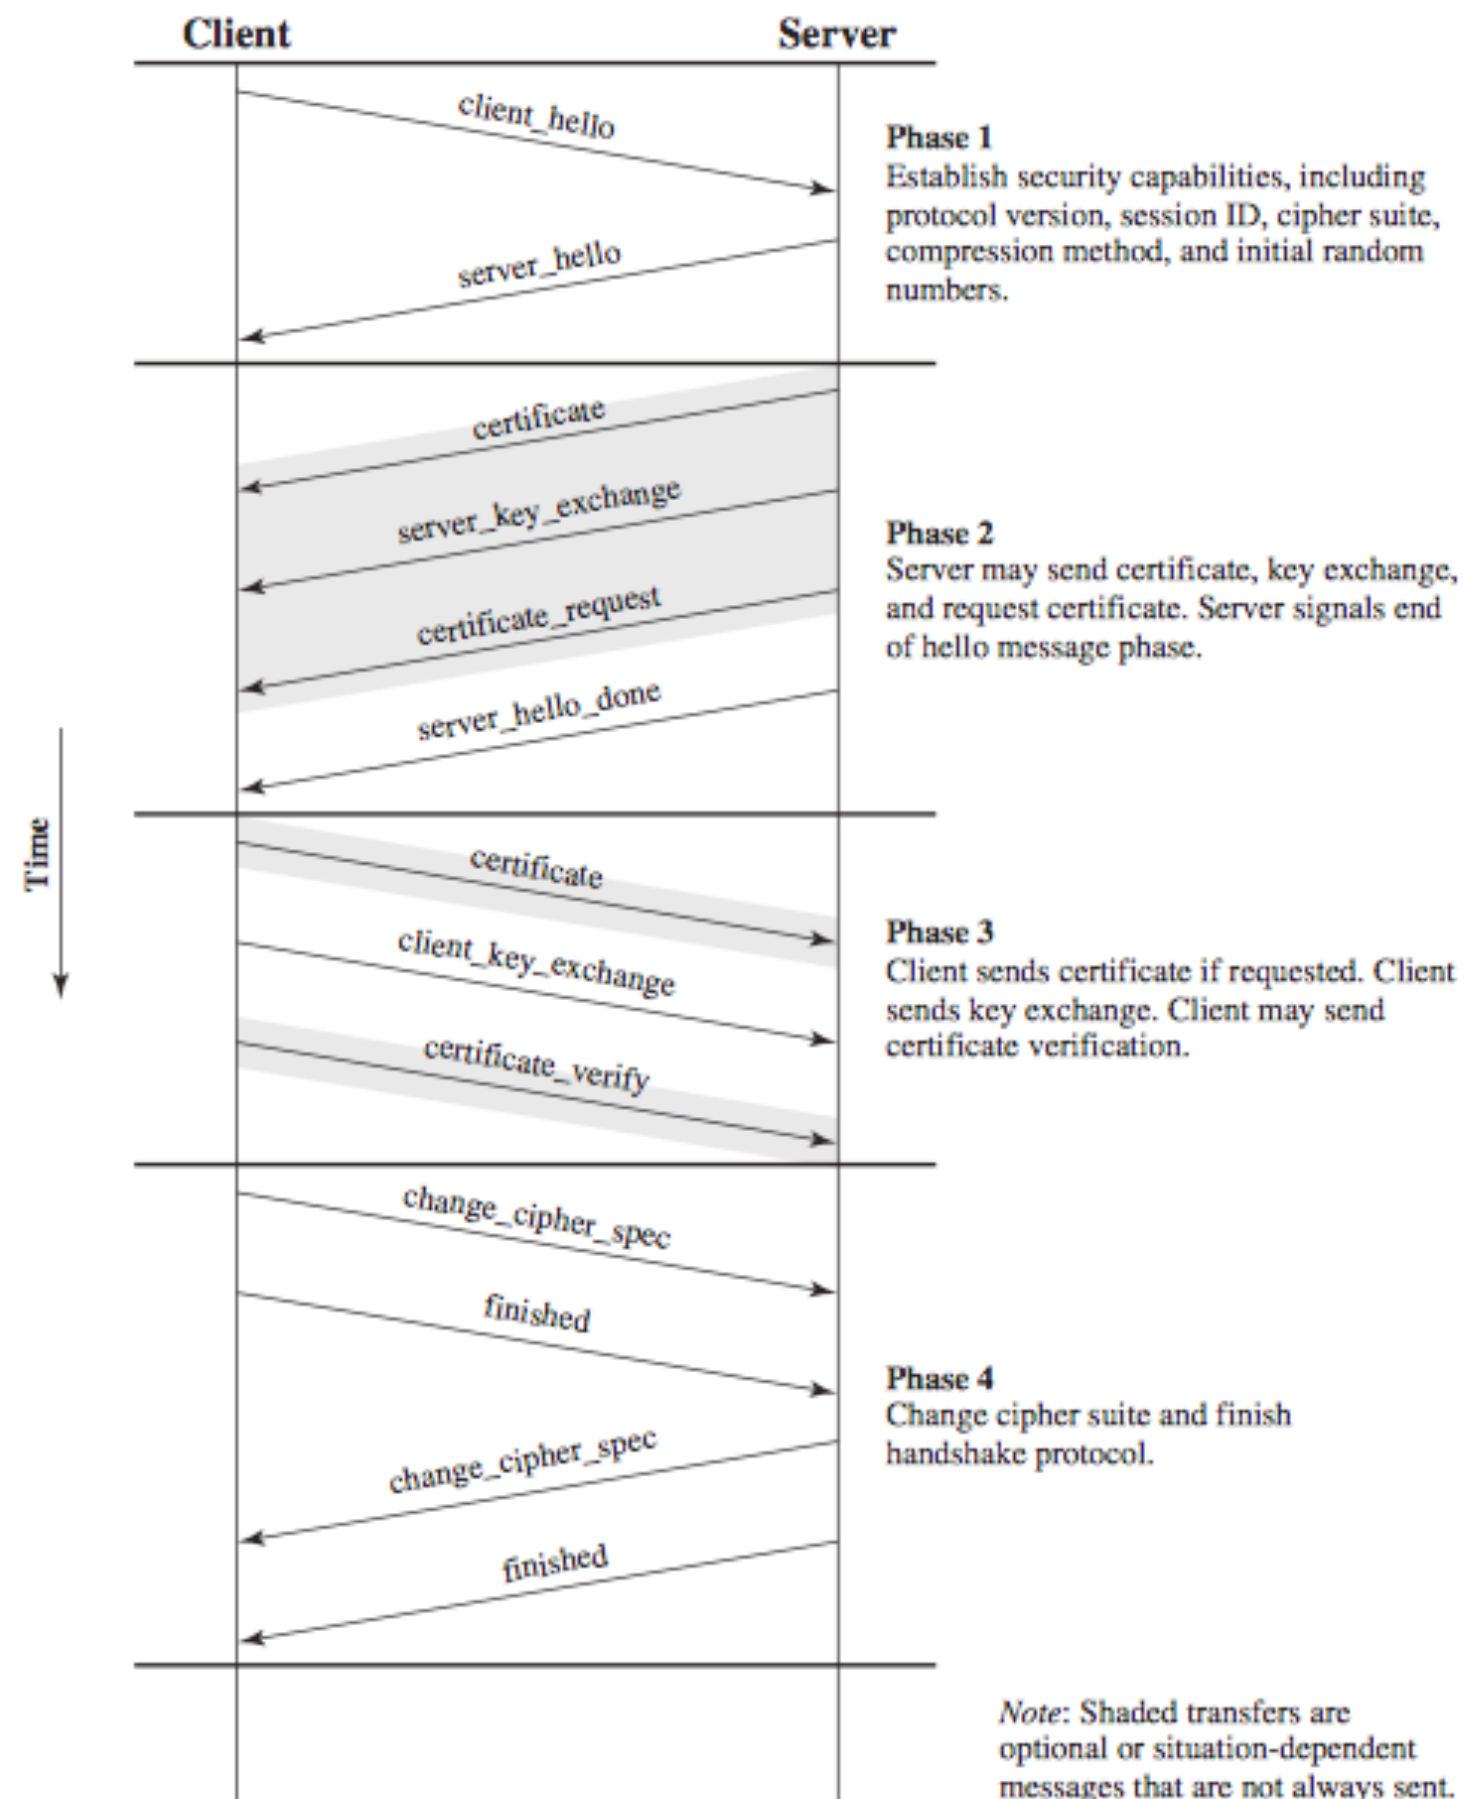 Client
Server
client_hello
server_hello
Phase 1
Establish security capabilities, including
protocol version, session ID, cipher suite,
compression method, and initial random
numbers.
certificate
server_key_exchange
certificate_request
server_hello_done
Phase 2
Server may send certificate, key exchange,
and request certificate. Server signals end
of hello message phase.
Time
certificate
client_key_exchange
certificate_verify
Phase 3
Client sends certificate if requested. Client
sends key exchange. Client may send
certificate verification.
change_cipher_spec
finished
change_cipher_spec
finished
Phase 4
Change cipher suite and finish
handshake protocol.
Note: Shaded transfers are
optional or situation-dependent
messages that are not always sent.